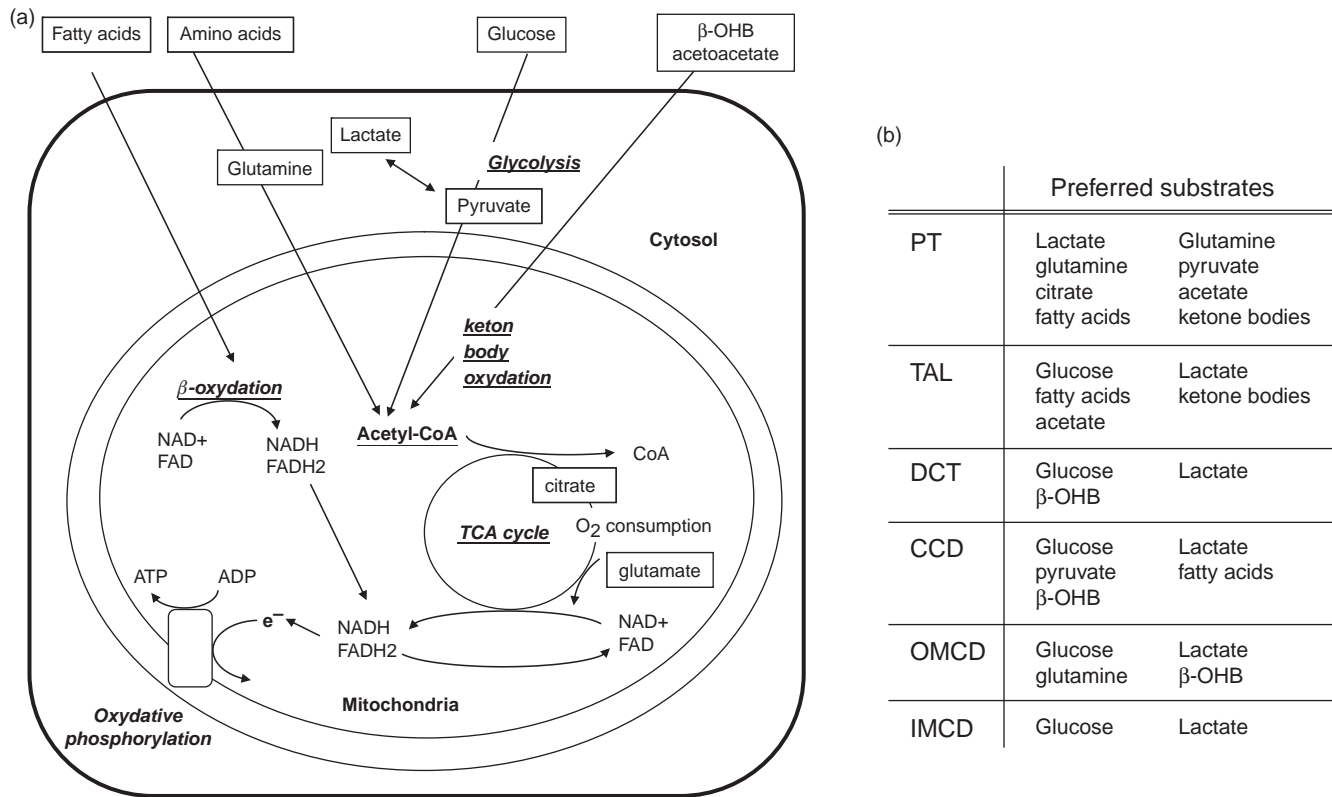 (a)
Fatty acids
Amino acids
Glucose
β-OHB
acetoacetate
Lactate
Glutamine
Glycolysis
Pyruvate
Cytosol
keton
body
oxydation
β-oxydation
NAD+
FAD
NADH
FADH2
Acetyl-CoA
CoA
citrate
TCA cycle
O2 consumption
glutamate
ATP
ADP
e–
NADH
FADH2
NAD+
FAD
Mitochondria
Oxydative
phosphorylation
(b)
Preferred substrates
PT
Lactate Glutamine
glutamine pyruvate
citrate acetate
fatty acids ketone bodies
TAL
Glucose Lactate
fatty acids ketone bodies
acetate
DCT
Glucose Lactate
β-OHB
CCD
Glucose Lactate
pyruvate fatty acids
β-OHB
OMCD
Glucose Lactate
glutamine β-OHB
IMCD
Glucose Lactate